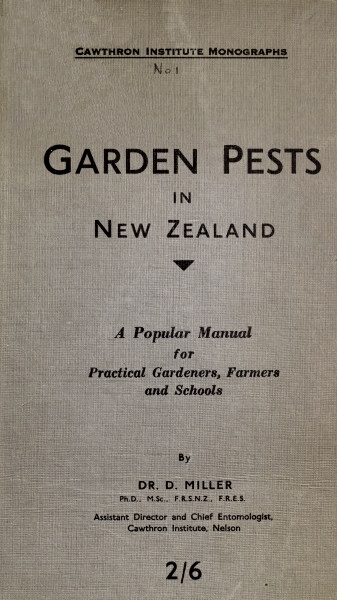 CAWTHRON INSTITUTE MONOGRAPHS
No 1
GARDEN PESTS
IN
NEW ZEALAND
A Popular Manual
for
Practical Gardeners, Farmers
and Schools
By
DR. D. MILLER
Ph.D., M.Sc., F.R.S.N.Z., F.R.E.S.
Assistant Director and Chief Entomologist,
Cawthron Institute, Nelson
2/6